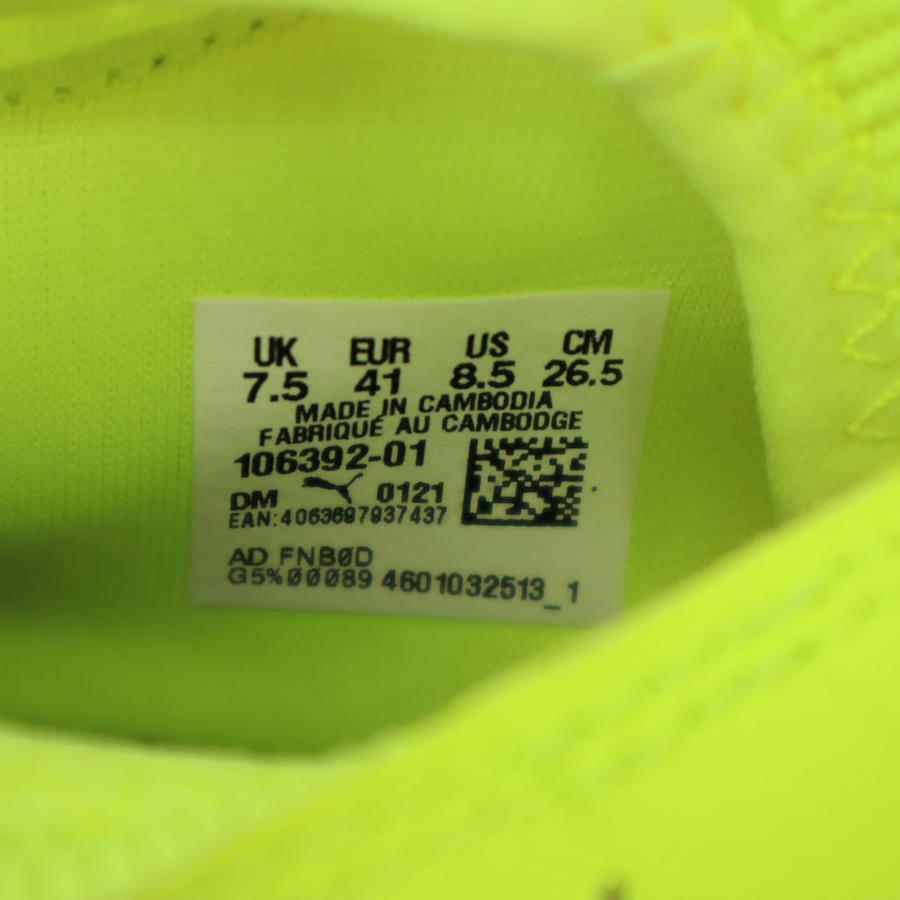 UK EUR US CM
7.5 41 8.5 26.5
MADE IN CAMBODIA
FABRIQUÉ AU CAMBODGE
106392-01
DM 0121
EAN:4063697937437
AD FNB0D
G5%00089 4601032513_1